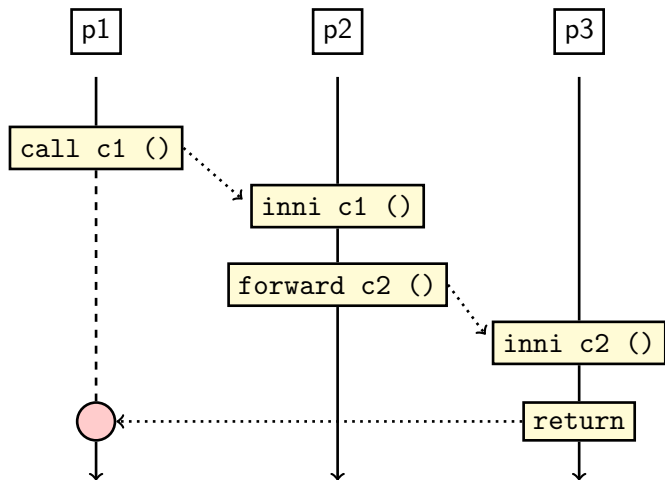 p1 p2 p3
call c1 ()
inni c1 ()
forward c2 ()
inni c2 ()
return